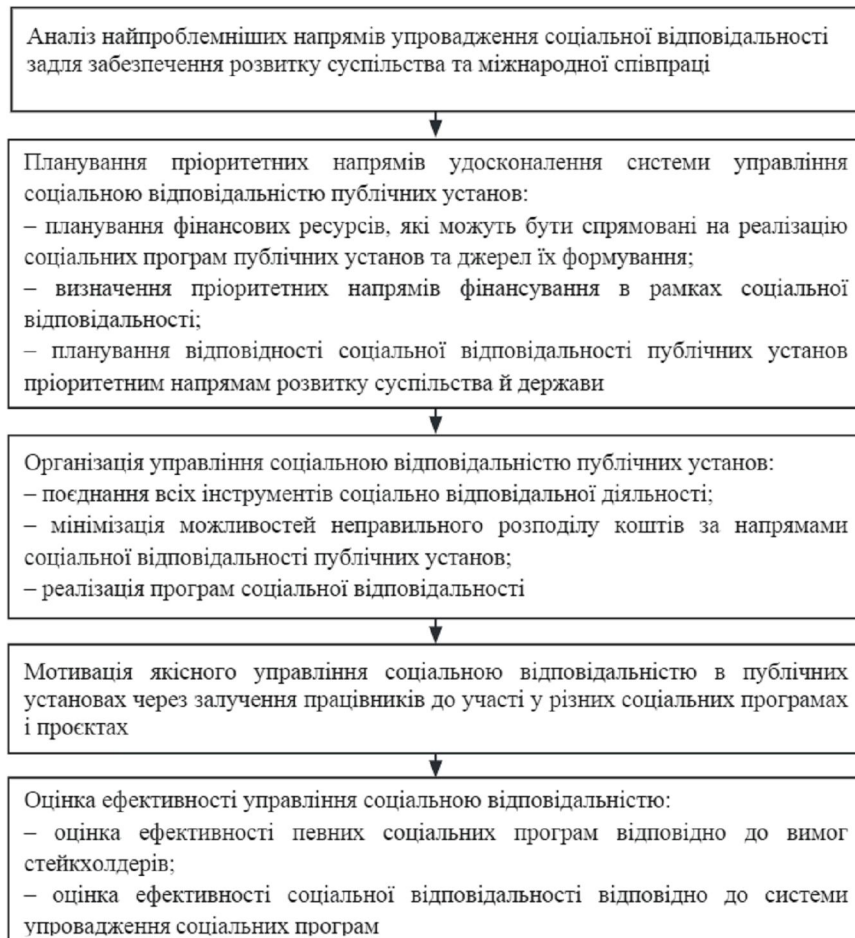 Аналіз найпроблемніших напрямів упровадження соціальної відповідальності
задля забезпечення розвитку суспільства та міжнародної співпраці
Планування пріоритетних напрямів удосконалення системи управління
соціальною відповідальністю публічних установ:
– планування фінансових ресурсів, які можуть бути спрямовані на реалізацію
соціальних програм публічних установ та джерел їх формування;
– визначення пріоритетних напрямів фінансування в рамках соціальної
відповідальності;
– планування відповідності соціальної відповідальності публічних установ
пріоритетним напрямам розвитку суспільства й держави
Організація управління соціальною відповідальністю публічних установ:
– поєднання всіх інструментів соціально відповідальної діяльності;
– мінімізація можливостей неправильного розподілу коштів за напрямами
соціальної відповідальності публічних установ;
– реалізація програм соціальної відповідальності
Мотивація якісного управління соціальною відповідальністю в публічних
установах через залучення працівників до участі у різних соціальних програмах
і проєктах
Оцінка ефективності управління соціальною відповідальністю:
– оцінка ефективності певних соціальних програм відповідно до вимог
стейкхолдерів;
– оцінка ефективності соціальної відповідальності відповідно до системи
упровадження соціальних програм